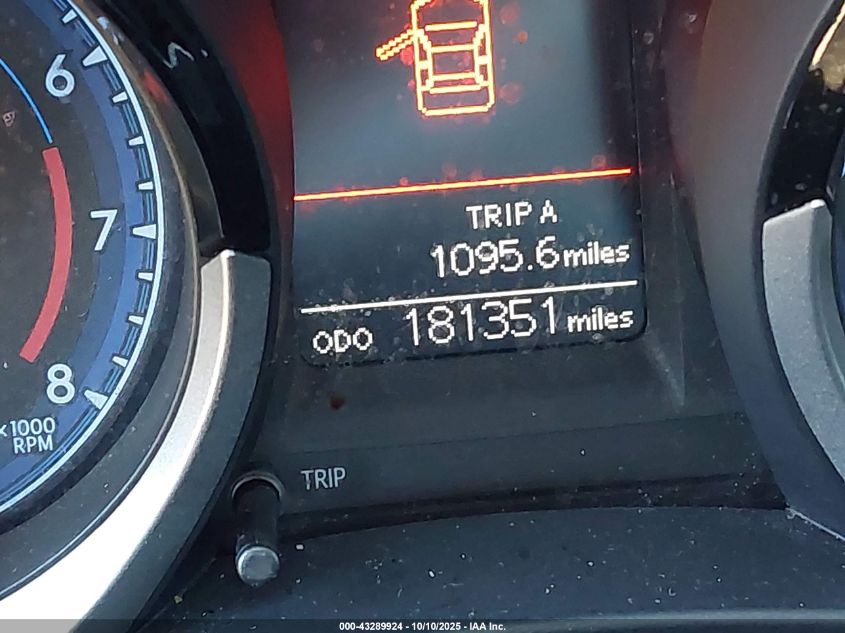 6
7
8
×1000
RPM
TRIP A
1095.6 miles
ODO 181351 miles
TRIP
000-43289924 - 10/10/2025 - IAA Inc.